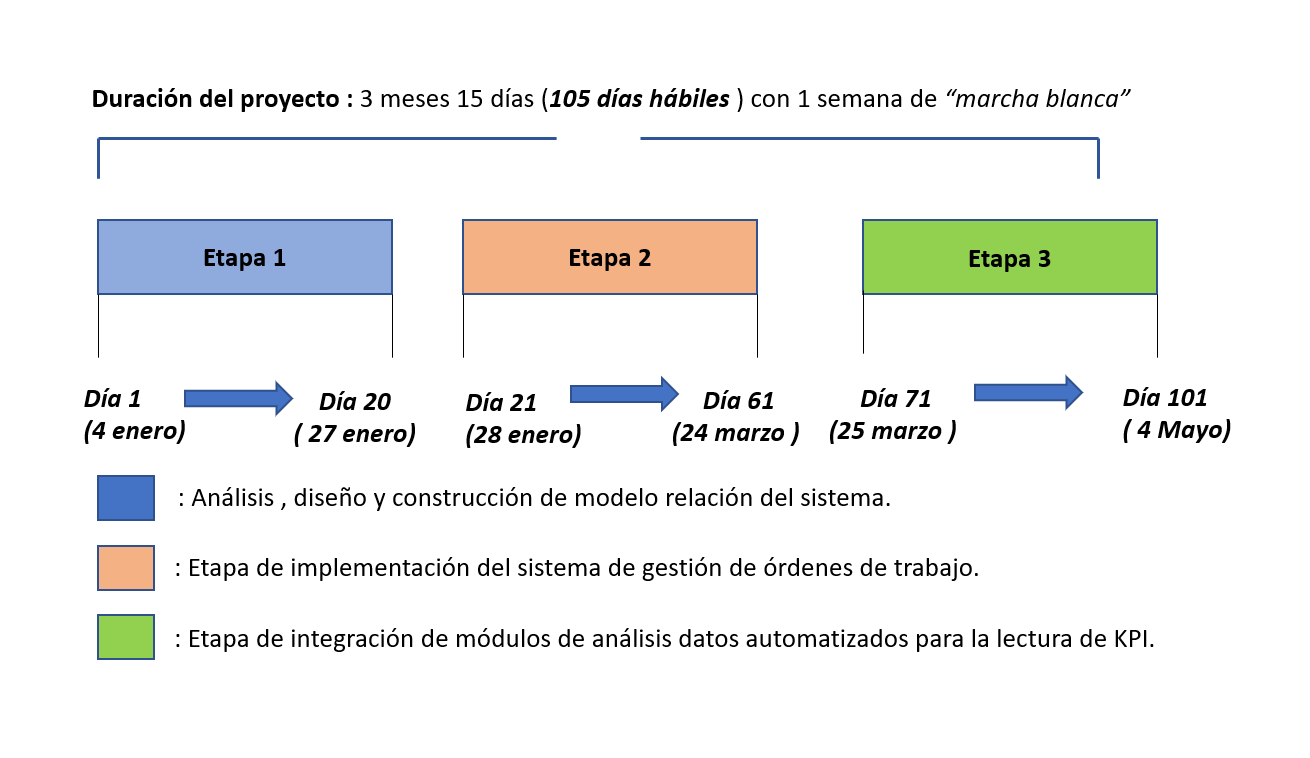 Duración del proyecto : 3 meses 15 días (105 días hábiles ) con 1 semana de “marcha blanca”
Etapa 1
Etapa 2
Etapa 3
Día 1
(4 enero)
Día 20
( 27 enero)
Día 21
(28 enero)
Día 61
(24 marzo )
Día 71
(25 marzo )
Día 101
( 4 Mayo)
: Análisis , diseño y construcción de modelo relación del sistema.
: Etapa de implementación del sistema de gestión de órdenes de trabajo.
: Etapa de integración de módulos de análisis datos automatizados para la lectura de KPI.